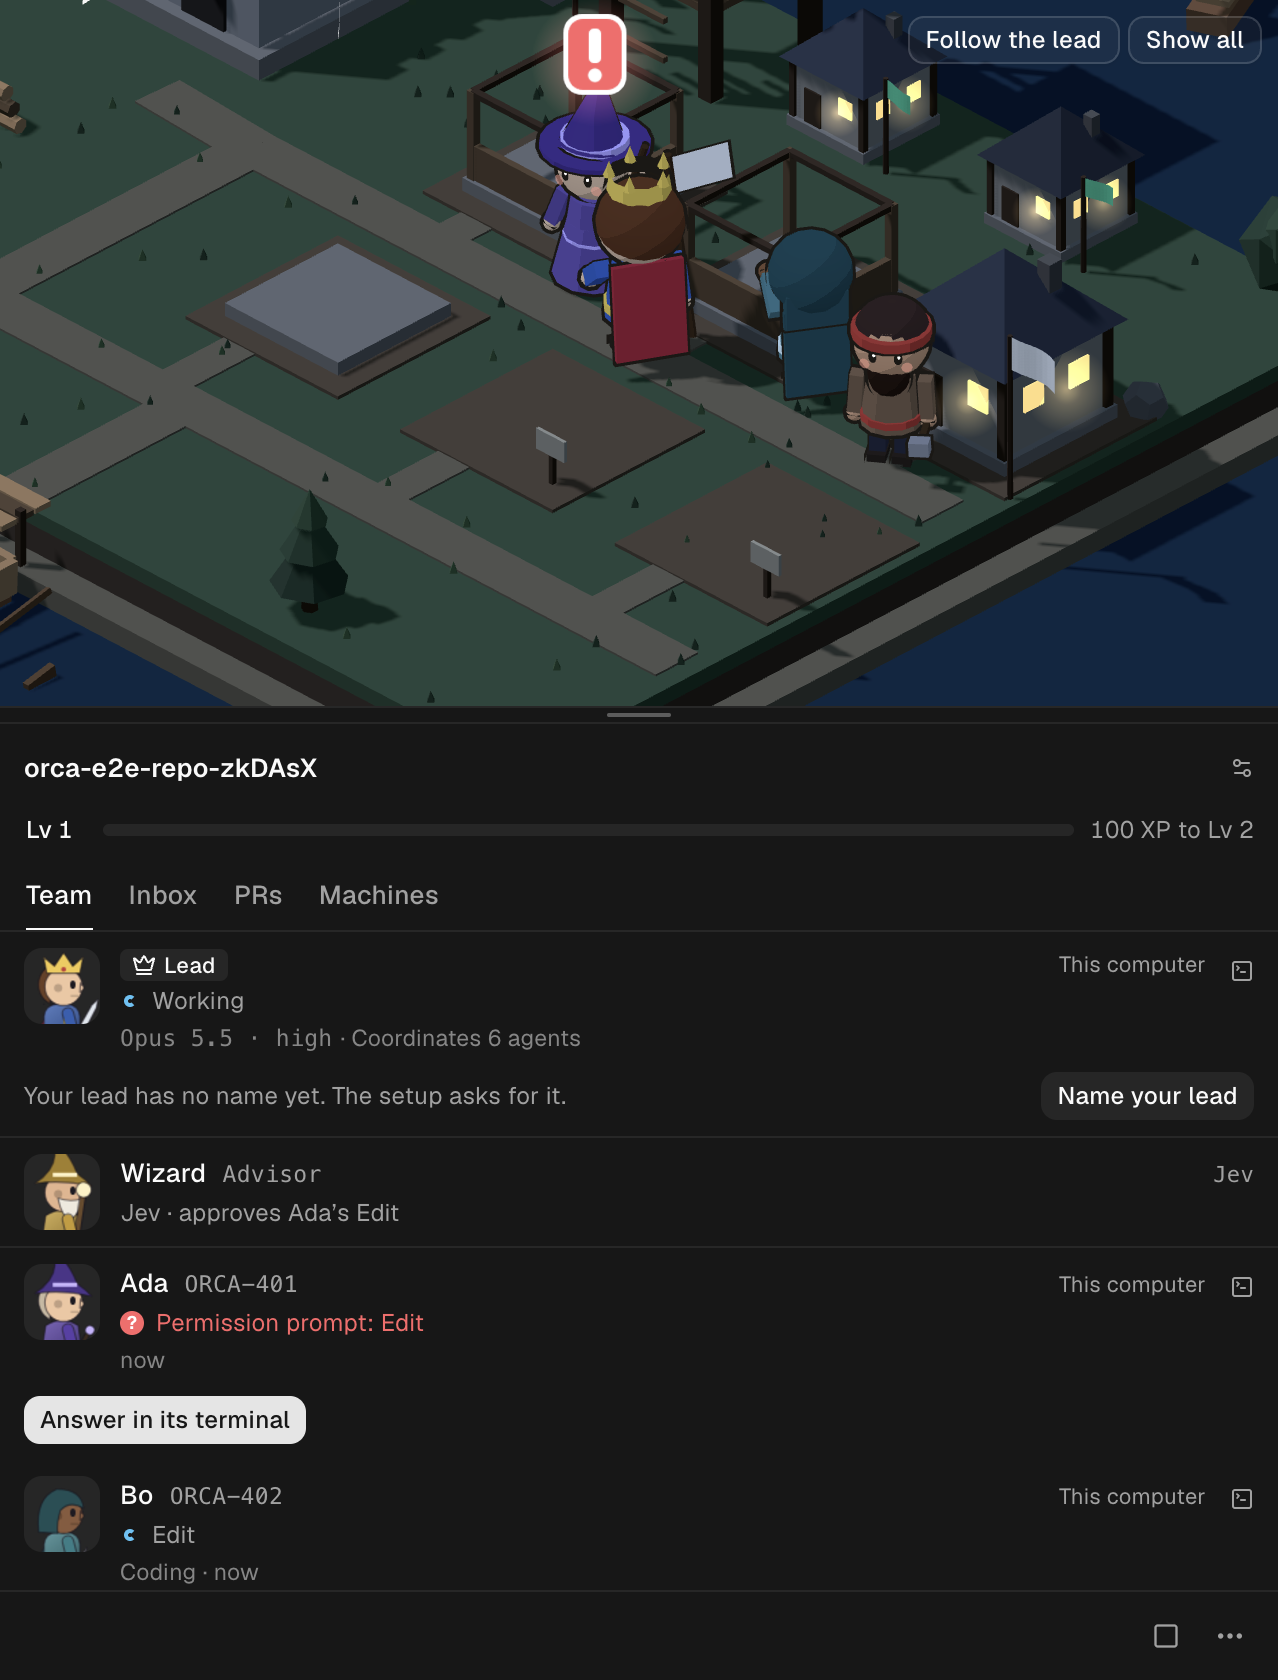 Follow the lead
Show all
orca-e2e-repo-zkDAsX
Lv 1
100 XP to Lv 2
Team
Inbox
PRs
Machines
Lead
This computer
Working
Opus 5.5 · high · Coordinates 6 agents
Your lead has no name yet. The setup asks for it.
Name your lead
Wizard Advisor
Jev
Jev · approves Ada’s Edit
Ada ORCA-401
This computer
Permission prompt: Edit
now
Answer in its terminal
Bo ORCA-402
This computer
Edit
Coding · now